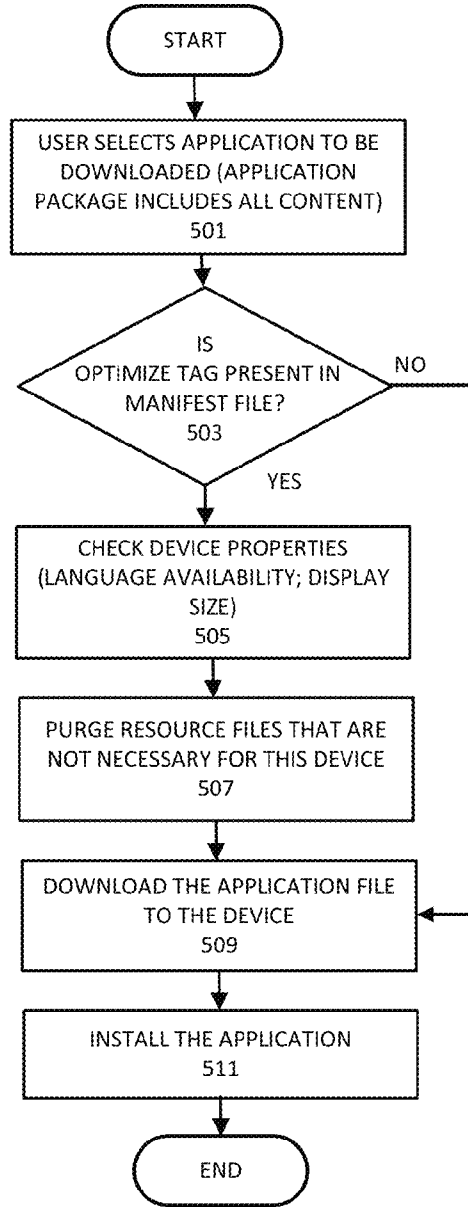 START
USER SELECTS APPLICATION TO BE
DOWNLOADED (APPLICATION
PACKAGE INCLUDES ALL CONTENT)
501
IS
OPTIMIZE TAG PRESENT IN
MANIFEST FILE?
503
NO
YES
CHECK DEVICE PROPERTIES
(LANGUAGE AVAILABILITY; DISPLAY
SIZE)
505
PURGE RESOURCE FILES THAT ARE
NOT NECESSARY FOR THIS DEVICE
507
DOWNLOAD THE APPLICATION FILE
TO THE DEVICE
509
INSTALL THE APPLICATION
511
END